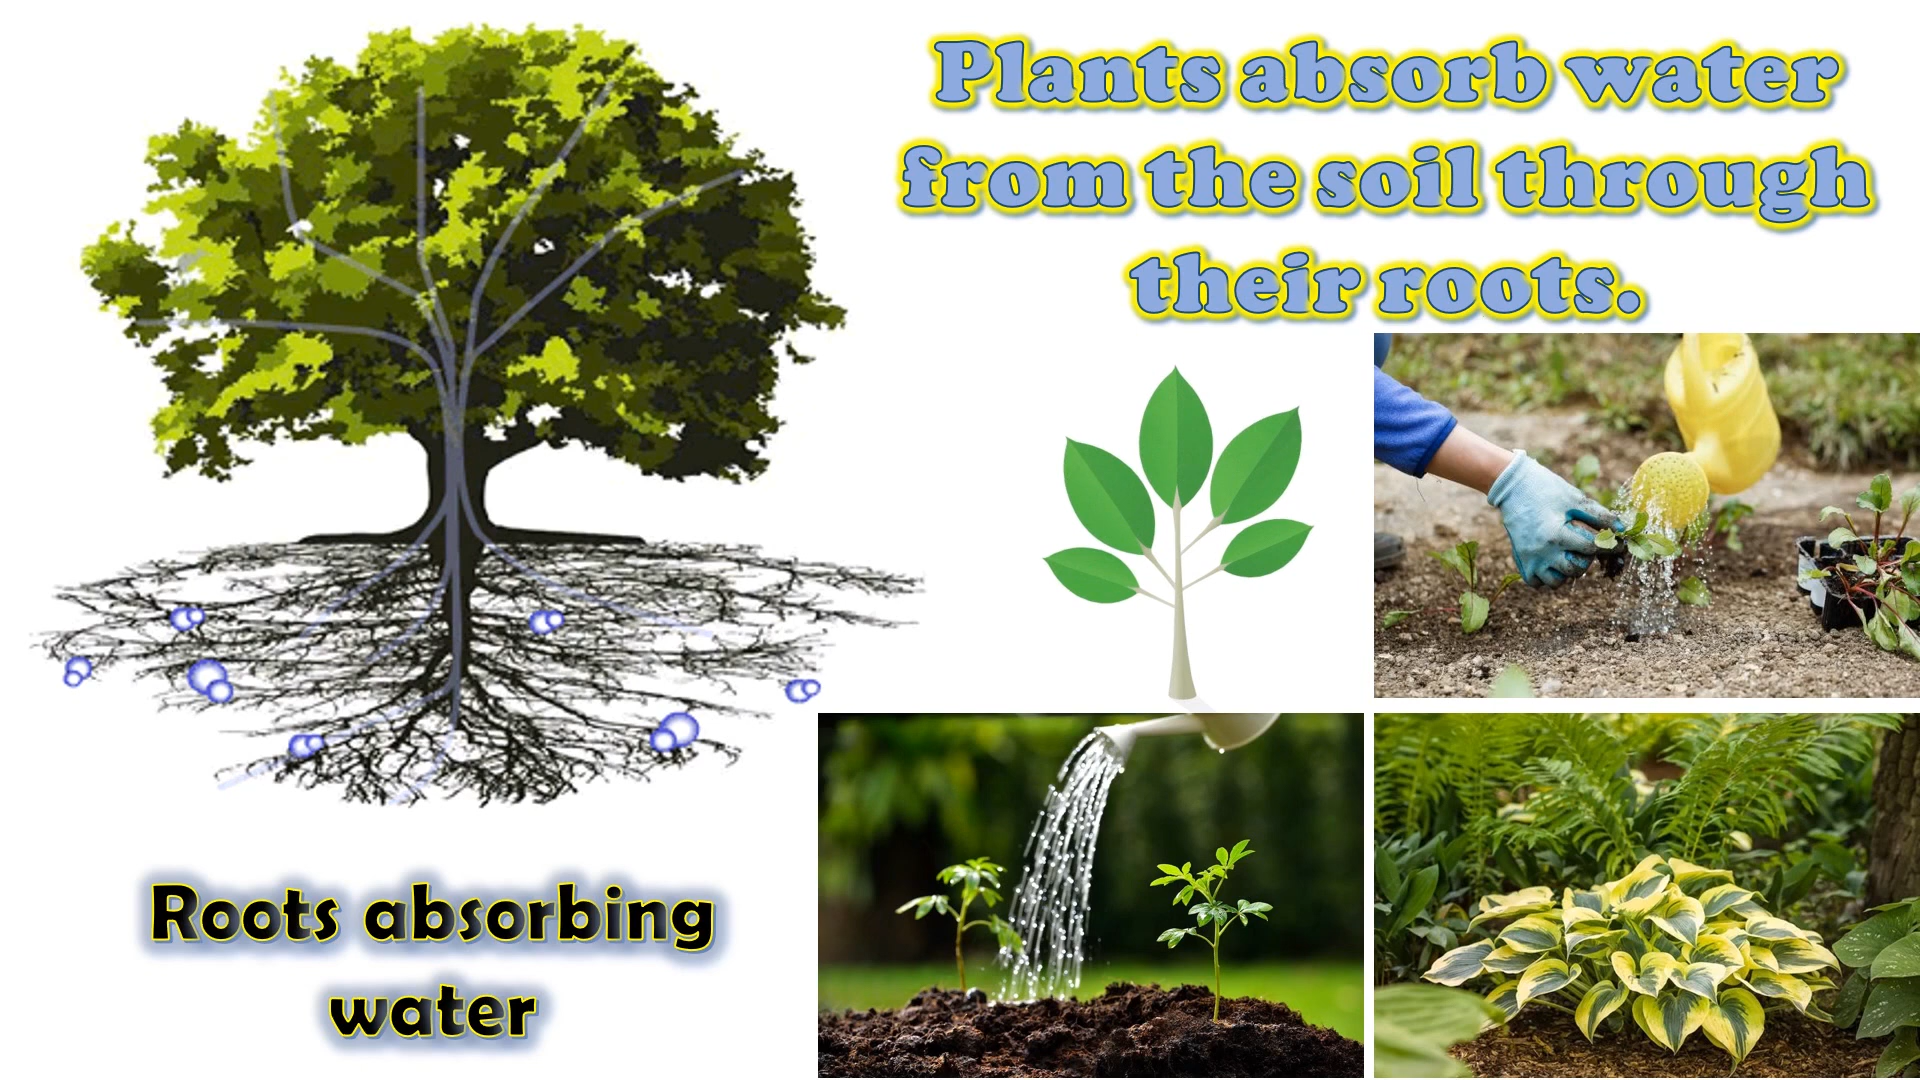 Plants absorb water
from the soil through
their roots.
Roots absorbing
water